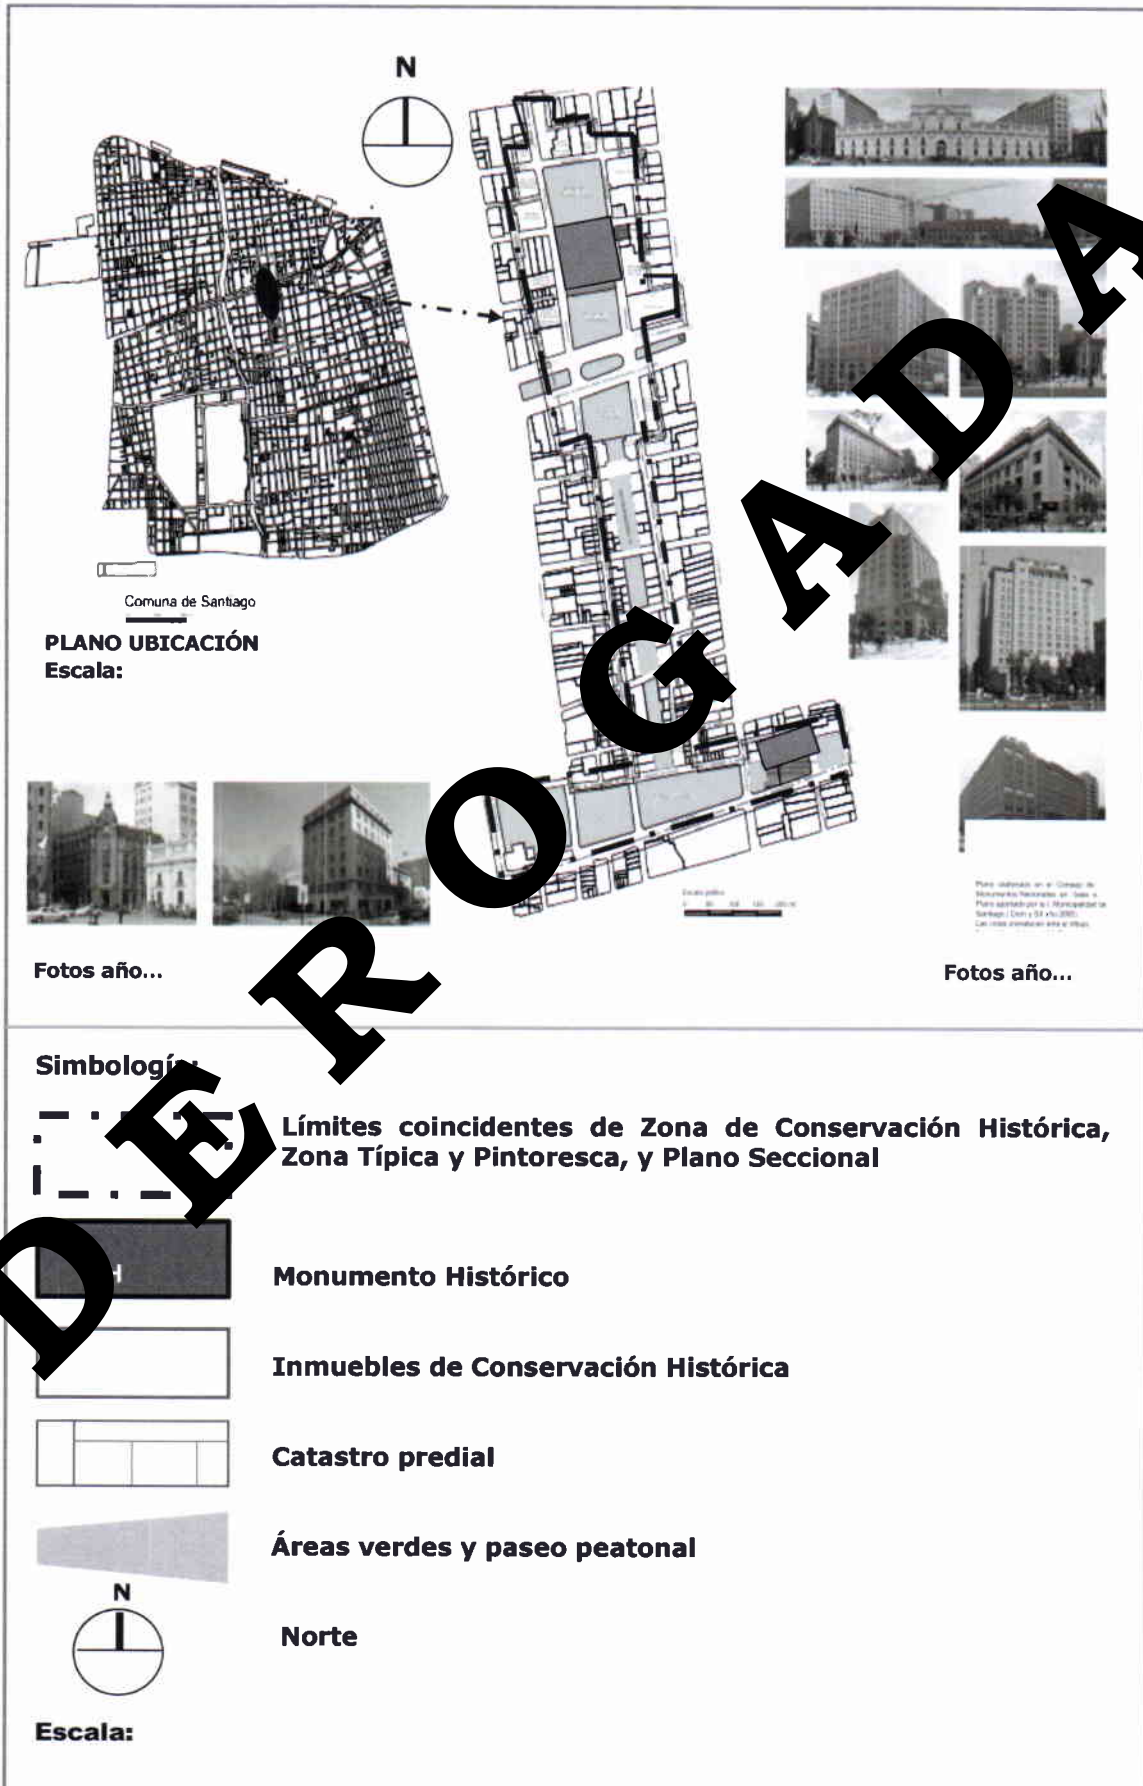 N
Comuna de Santiago
PLANO UBICACIÓN
Escala:
Fotos año...
Fotos año...
Simbología:
Límites coincidentes de Zona de Conservación Histórica,
Zona Típica y Pintoresca, y Plano Seccional
Monumento Histórico
Inmuebles de Conservación Histórica
Catastro predial
Áreas verdes y paseo peatonal
N
Norte
Escala:
DEROGADA